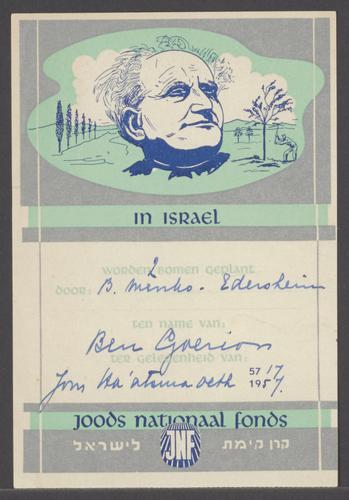 IN ISRAEL
2
WORDEN BOMEN GEPLANT
DOOR: B. Menko - Edersheim
TEN NAME VAN:
Ben Goerion
TER GELEGENHEID VAN:
Jom Ha'atsmaoeth 5717
1957.
JOODS NATIONAAL FONDS
קרן קימת JNF לישראל